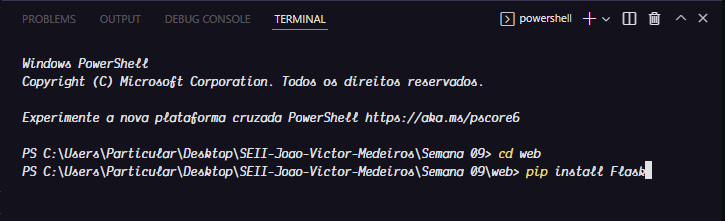 PROBLEMS OUTPUT DEBUG CONSOLE TERMINAL powershell
Windows PowerShell
Copyright (C) Microsoft Corporation. Todos os direitos reservados.
Experimente a nova plataforma cruzada PowerShell https://aka.ms/pscore6
PS C:\Users\Particular\Desktop\SEII-Joao-Victor-Medeiros\Semana 09> cd web
PS C:\Users\Particular\Desktop\SEII-Joao-Victor-Medeiros\Semana 09\web> pip install Flask